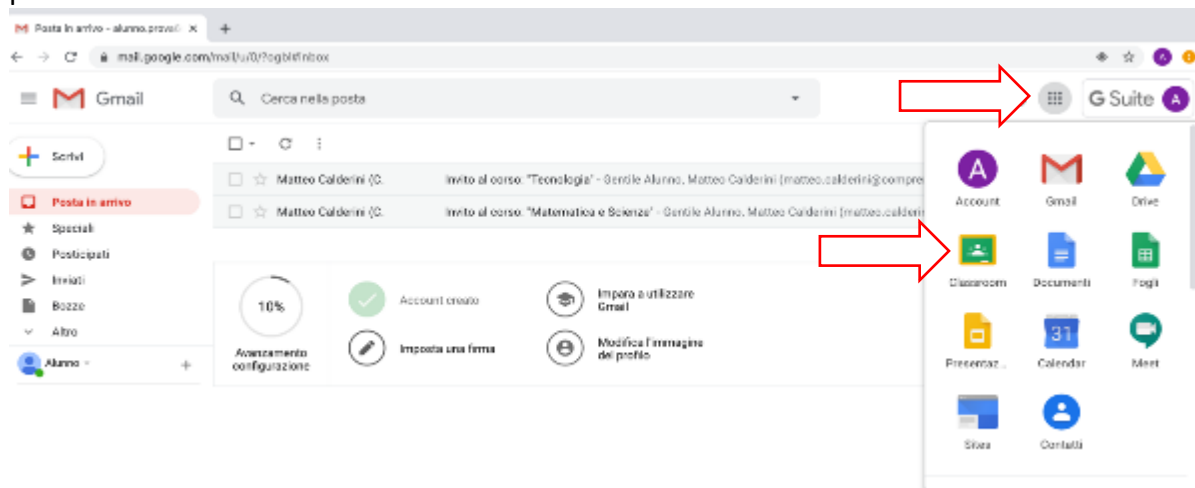 Posta in arrivo - alunno.prova
mail.google.com/mail/u/0/?ogbl#inbox
Gmail
Cerca nella posta
G Suite A
Scrivi
Posta in arrivo
Speciali
Posticipati
Inviati
Bozze
Altro
Alunno
Matteo Calderini (C. Invito al corso: "Tecnologia" - Gentile Alunno, Matteo Calderini (matteo.calderini@compre
Matteo Calderini (C. Invito al corso: "Matematica e Scienze" - Gentile Alunno, Matteo Calderini (matteo.calderin
10%
Avanzamento
configurazione
Account creato
Imposta una firma
Impara a utilizzare
Gmail
Modifica l'immagine
del profilo
A
Account Gmail Drive
Classroom Documenti Fogli
31
Presentaz... Calendar Meet
Sites Contatti